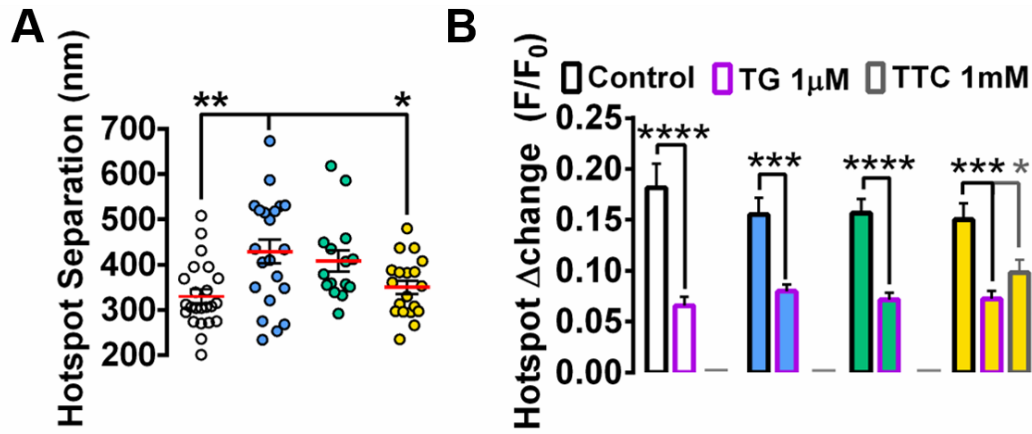 A
Hotspot Separation (nm)
** *
700
600
500
400
300
200
B
Hotspot Δchange (F/F₀)
Control TG 1μM TTC 1mM
0.25
0.20
0.15
0.10
0.05
0.00
**** *** **** *** *